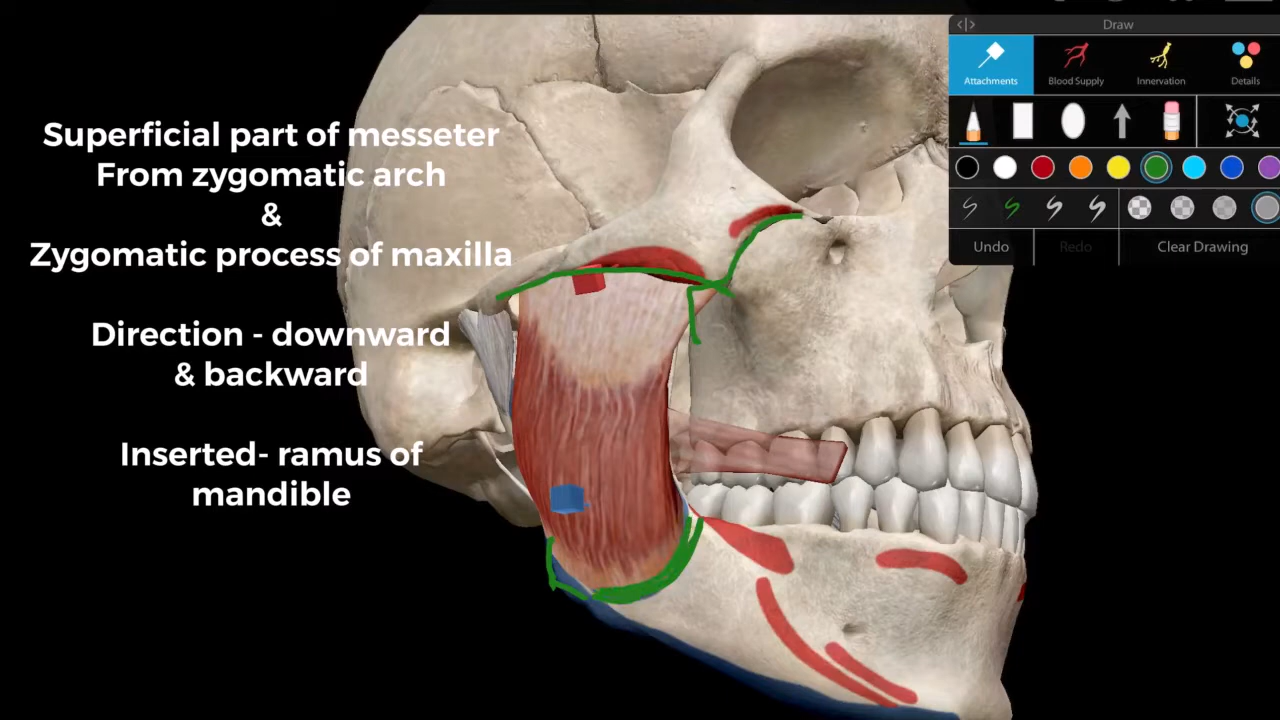 Superficial part of messeter
From zygomatic arch
&
Zygomatic process of maxilla
Direction - downward
& backward
Inserted- ramus of
mandible
Draw
Attachments
Blood Supply
Innervation
Details
Undo
Redo
Clear Drawing